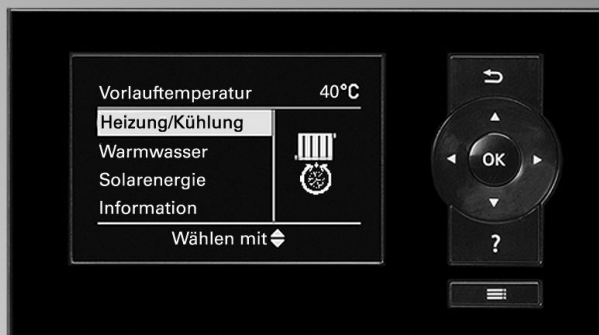 Vorlauftemperatur 40°C
Heizung/Kühlung
Warmwasser
Solarenergie
Information
Wählen mit
OK
?